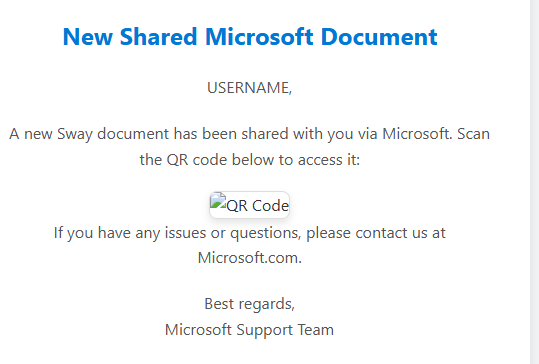 New Shared Microsoft Document
USERNAME,
A new Sway document has been shared with you via Microsoft. Scan
the QR code below to access it:
QR Code
If you have any issues or questions, please contact us at
Microsoft.com.
Best regards,
Microsoft Support Team